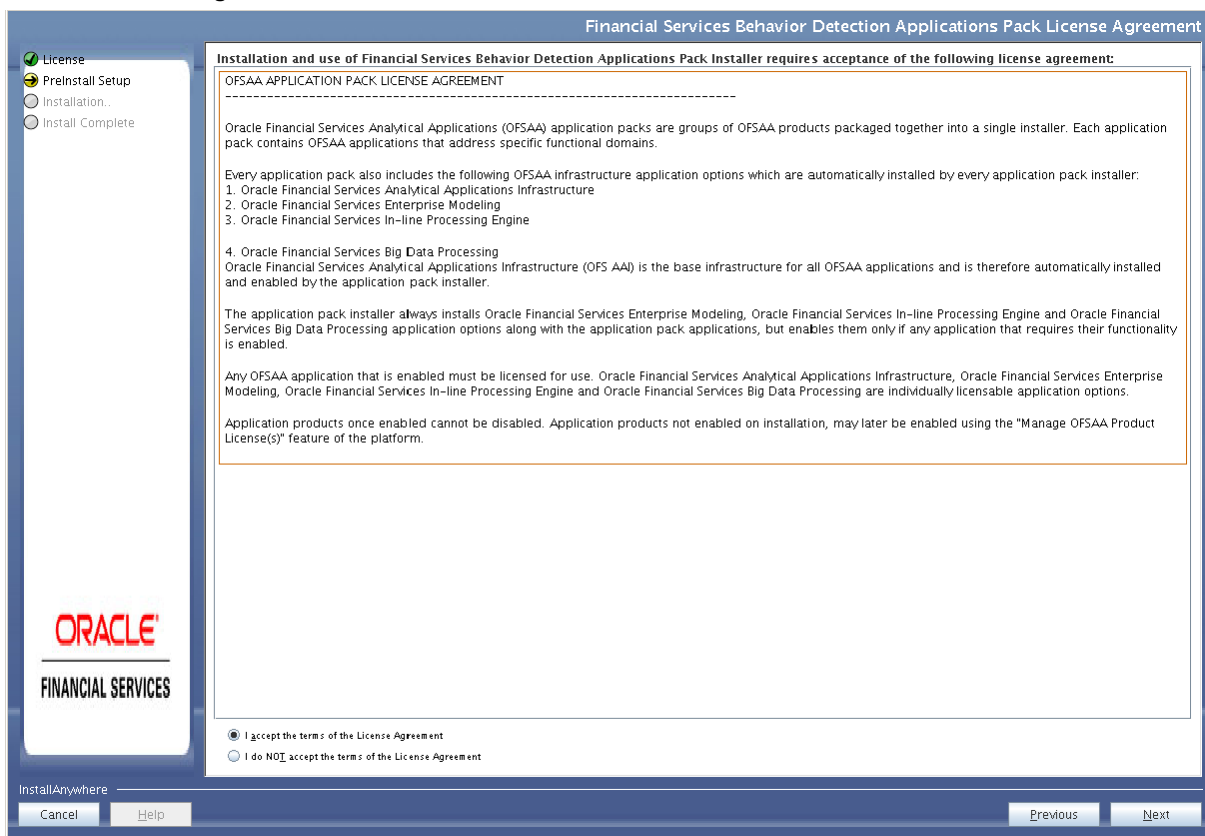 Financial Services Behavior Detection Applications Pack License Agreement
License
PreInstall Setup
Installation..
Install Complete
Installation and use of Financial Services Behavior Detection Applications Pack Installer requires acceptance of the following license agreement:
OFSAA APPLICATION PACK LICENSE AGREEMENT
-------------------------------------------------------------------------
Oracle Financial Services Analytical Applications (OFSAA) application packs are groups of OFSAA products packaged together into a single installer. Each application
pack contains OFSAA applications that address specific functional domains.
Every application pack also includes the following OFSAA infrastructure application options which are automatically installed by every application pack installer:
1. Oracle Financial Services Analytical Applications Infrastructure
2. Oracle Financial Services Enterprise Modeling
3. Oracle Financial Services In-line Processing Engine
4. Oracle Financial Services Big Data Processing
Oracle Financial Services Analytical Applications Infrastructure (OFS AAI) is the base infrastructure for all OFSAA applications and is therefore automatically installed
and enabled by the application pack installer.
The application pack installer always installs Oracle Financial Services Enterprise Modeling, Oracle Financial Services In-line Processing Engine and Oracle Financial
Services Big Data Processing application options along with the application pack applications, but enables them only if any application that requires their functionality
is enabled.
Any OFSAA application that is enabled must be licensed for use. Oracle Financial Services Analytical Applications Infrastructure, Oracle Financial Services Enterprise
Modeling, Oracle Financial Services In-line Processing Engine and Oracle Financial Services Big Data Processing are individually licensable application options.
Application products once enabled cannot be disabled. Application products not enabled on installation, may later be enabled using the "Manage OFSAA Product
License(s)" feature of the platform.
ORACLE
FINANCIAL SERVICES
I accept the terms of the License Agreement
I do NOT accept the terms of the License Agreement
InstallAnywhere
Cancel
Help
Previous
Next